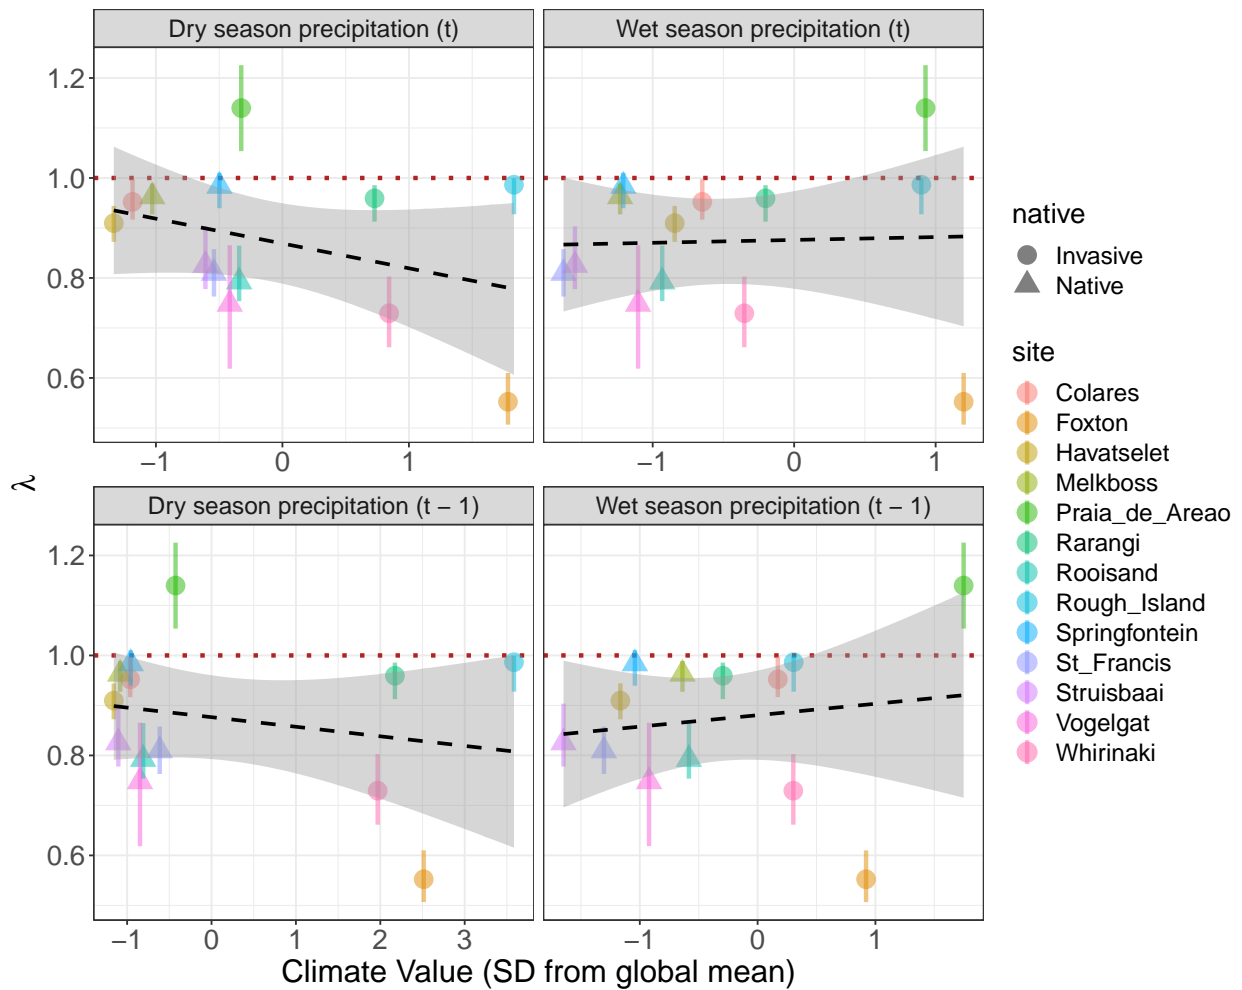 Dry season precipitation (t)
Wet season precipitation (t)
1.2
1.0
0.8
0.6
−1
0
1
−1
0
1
λ
Dry season precipitation (t − 1)
Wet season precipitation (t − 1)
1.2
1.0
0.8
0.6
−1
0
1
2
3
−1
0
1
Climate Value (SD from global mean)
native
Invasive
Native
site
Colares
Foxton
Havatselet
Melkboss
Praia_de_Areao
Rarangi
Rooisand
Rough_Island
Springfontein
St_Francis
Struisbaai
Vogelgat
Whirinaki